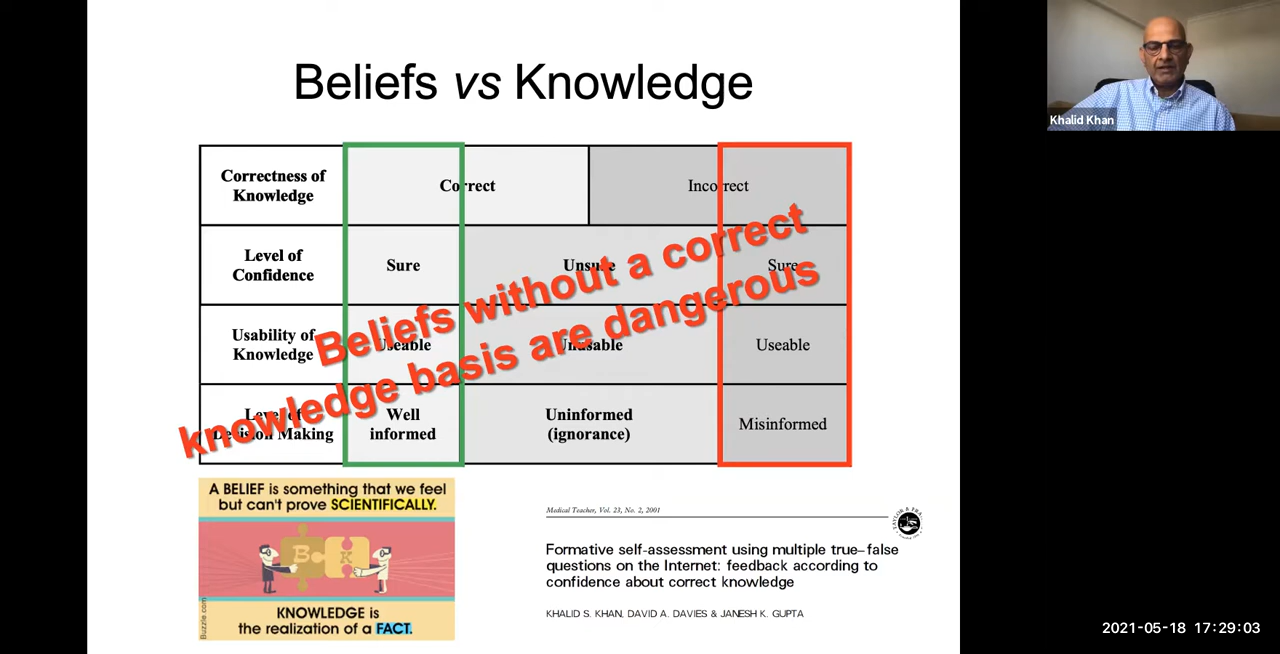 Beliefs vs Knowledge
Khalid Khan
Correctness of
Knowledge
Correct
Incorrect
Level of
Confidence
Sure
Unsure
Sure
Usability of
Knowledge
Useable
Unusable
Useable
Level of
Decision Making
Well
informed
Uninformed
(ignorance)
Misinformed
Beliefs without a correct
knowledge basis are dangerous
A BELIEF is something that we feel
but can't prove SCIENTIFICALLY.
B K
KNOWLEDGE is
the realization of a FACT.
Buzzle.com
Medical Teacher, Vol. 23, No. 2, 2001
Formative self-assessment using multiple true–false
questions on the Internet: feedback according to
confidence about correct knowledge
KHALID S. KHAN, DAVID A. DAVIES & JANESH K. GUPTA
2021-05-18 17:29:03